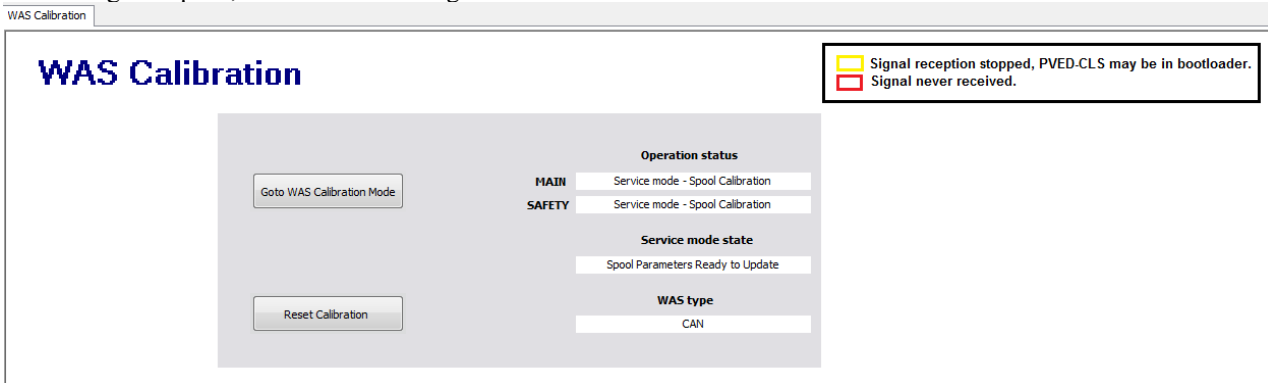 WAS Calibration
WAS Calibration
Signal reception stopped, PVED-CLS may be in bootloader.
Signal never received.
Operation status
Goto WAS Calibration Mode
MAIN Service mode - Spool Calibration
SAFETY Service mode - Spool Calibration
Service mode state
Spool Parameters Ready to Update
WAS type
Reset Calibration
CAN